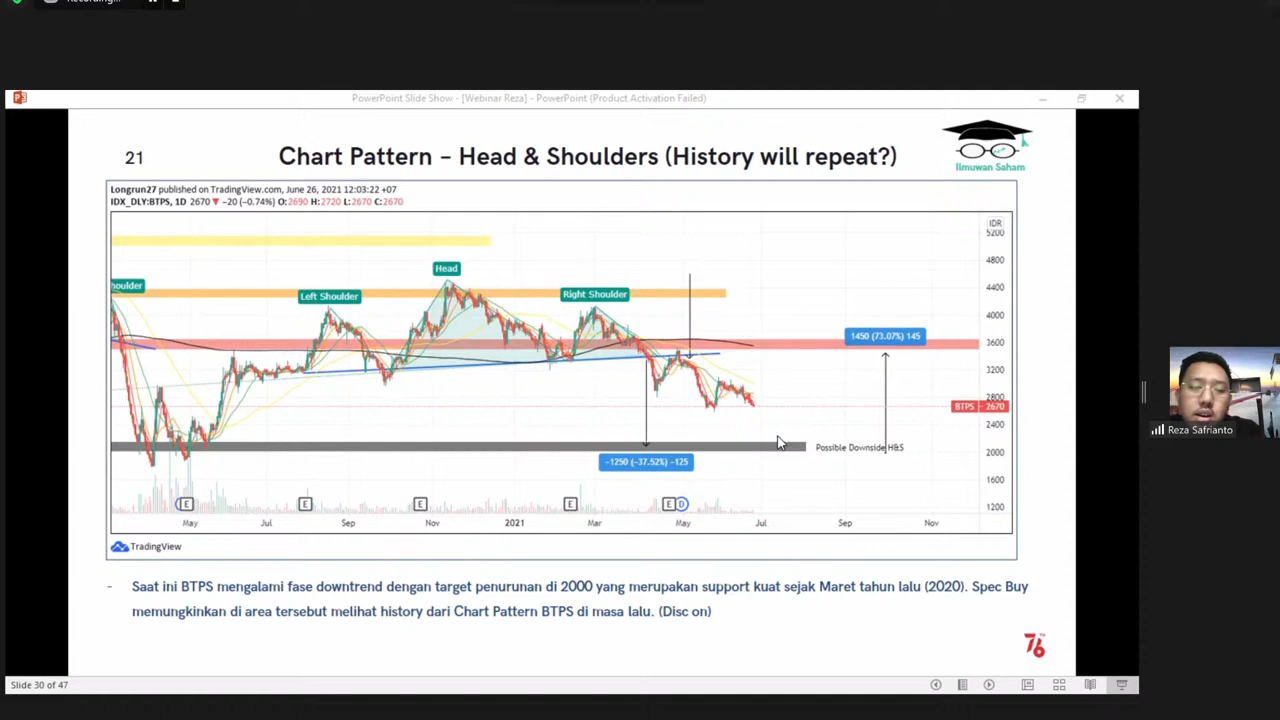 Recording...
PowerPoint Slide Show - [Webinar Reza] - PowerPoint (Product Activation Failed)
21
Chart Pattern – Head & Shoulders (History will repeat?)
Ilmuwan Saham
Longrun27 published on TradingView.com, June 26, 2021 12:03:22 +07
IDX_DLY:BTPS, 1D 2670 ▼ −20 (−0.74%) O:2690 H:2720 L:2670 C:2670
IDR
5200
4800
4400
4000
3600
3200
2800
2400
2000
1600
1200
houlder
Left Shoulder
Head
Right Shoulder
1450 (73.07%) 145
BTPS 2670
Possible Downside H&S
−1250 (−37.52%) −125
E E E E E D
May Jul Sep Nov 2021 Mar May Jul Sep Nov
TradingView
- Saat ini BTPS mengalami fase downtrend dengan target penurunan di 2000 yang merupakan support kuat sejak Maret tahun lalu (2020). Spec Buy
memungkinkan di area tersebut melihat history dari Chart Pattern BTPS di masa lalu. (Disc on)
76
Slide 30 of 47
Reza Safrianto